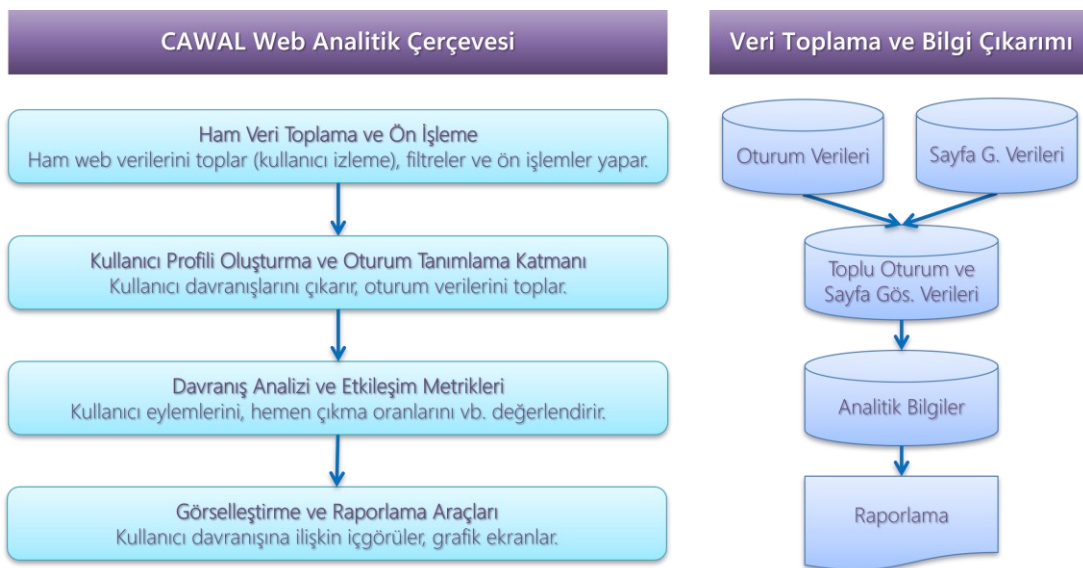 CAWAL Web Analitik Çerçevesi
Ham Veri Toplama ve Ön İşleme
Ham web verilerini toplar (kullanıcı izleme), filtreler ve ön işlemler yapar.
Kullanıcı Profili Oluşturma ve Oturum Tanımlama Katmanı
Kullanıcı davranışlarını çıkarır, oturum verilerini toplar.
Davranış Analizi ve Etkileşim Metrikleri
Kullanıcı eylemlerini, hemen çıkma oranlarını vb. değerlendirir.
Görselleştirme ve Raporlama Araçları
Kullanıcı davranışına ilişkin içgörüler, grafik ekranlar.
Veri Toplama ve Bilgi Çıkarımı
Oturum Verileri
Sayfa G. Verileri
Toplu Oturum ve
Sayfa Gös. Verileri
Analitik Bilgiler
Raporlama